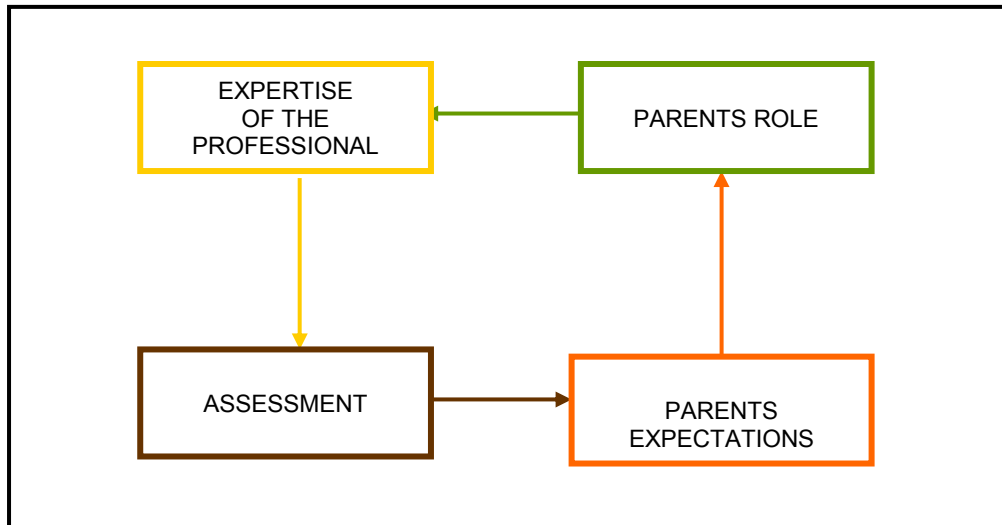 EXPERTISE
OF THE
PROFESSIONAL
PARENTS ROLE
ASSESSMENT
PARENTS
EXPECTATIONS